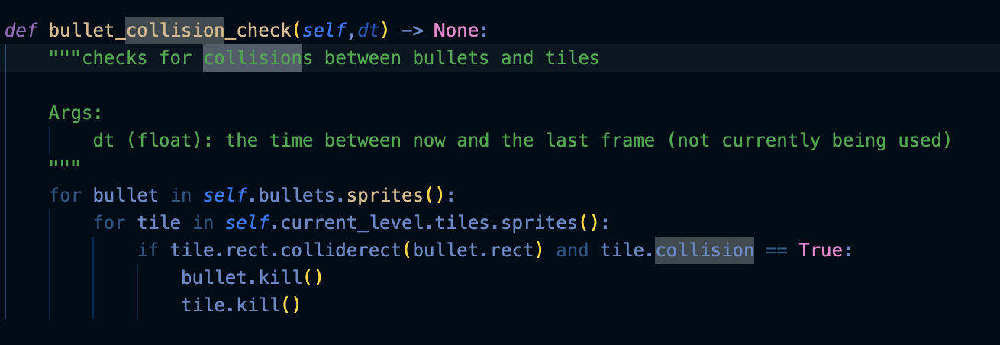 def bullet_collision_check(self,dt) -> None:
    """checks for collisions between bullets and tiles

    Args:
        dt (float): the time between now and the last frame (not currently being used)
    """
    for bullet in self.bullets.sprites():
        for tile in self.current_level.tiles.sprites():
            if tile.rect.colliderect(bullet.rect) and tile.collision == True:
                bullet.kill()
                tile.kill()